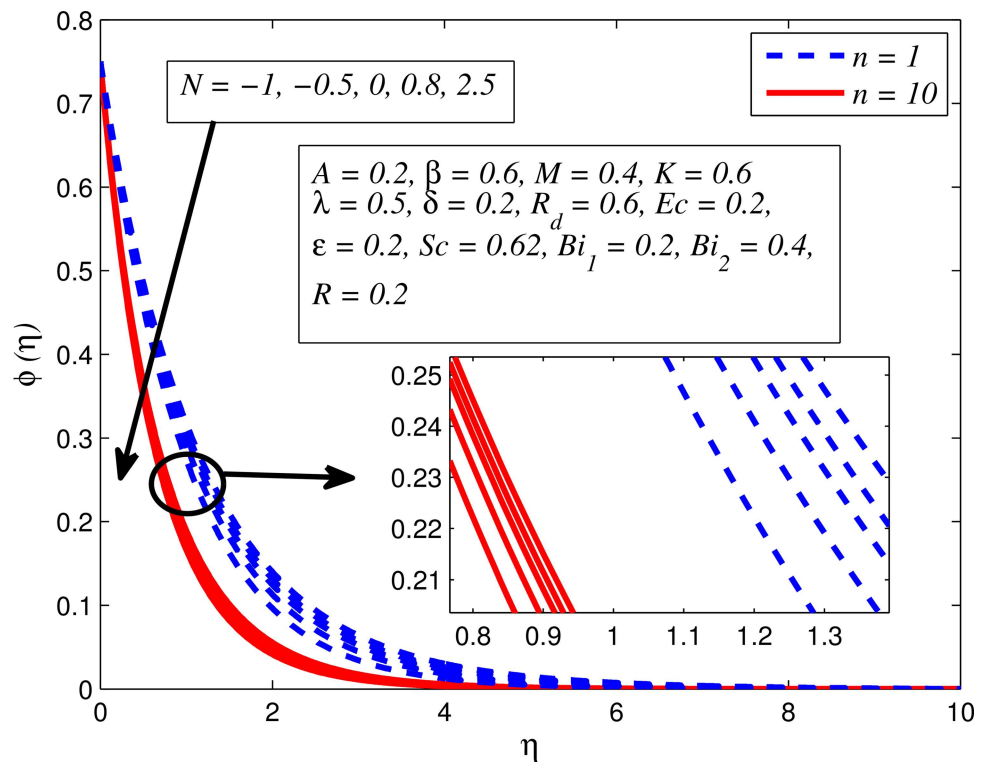 0.8
0.7
0.6
0.5
0.4
0.3
0.2
0.1
0
ϕ (η)
N = −1, −0.5, 0, 0.8, 2.5
n = 1
n = 10
A = 0.2, β = 0.6, M = 0.4, K = 0.6
λ = 0.5, δ = 0.2, R_d = 0.6, Ec = 0.2,
ε = 0.2, Sc = 0.62, Bi_1 = 0.2, Bi_2 = 0.4,
R = 0.2
0.25
0.24
0.23
0.22
0.21
0.8 0.9 1 1.1 1.2 1.3
0 2 4 6 8 10
η